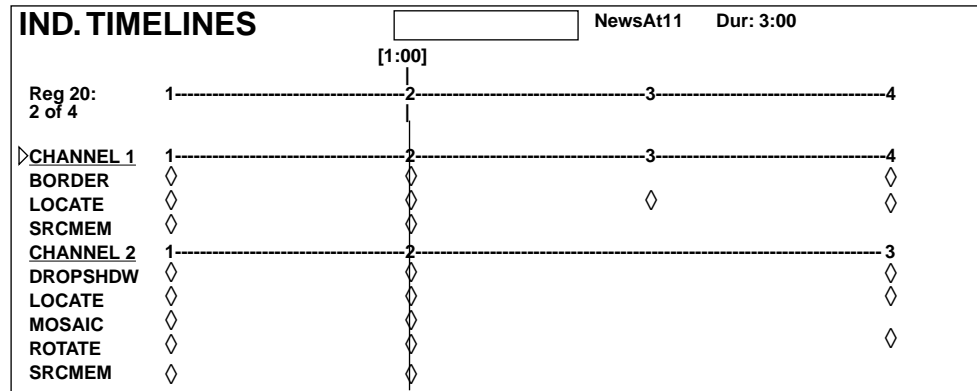 IND. TIMELINES NewsAt11 Dur: 3:00
[1:00]
Reg 20: 1---------------------------------2---------------------------------3---------------------------------4
2 of 4
CHANNEL 1 1---------------------------------2---------------------------------3---------------------------------4
BORDER
LOCATE
SRCMEM
CHANNEL 2 1---------------------------------2------------------------------------------------------------------- 3
DROPSHDW
LOCATE
MOSAIC
ROTATE
SRCMEM